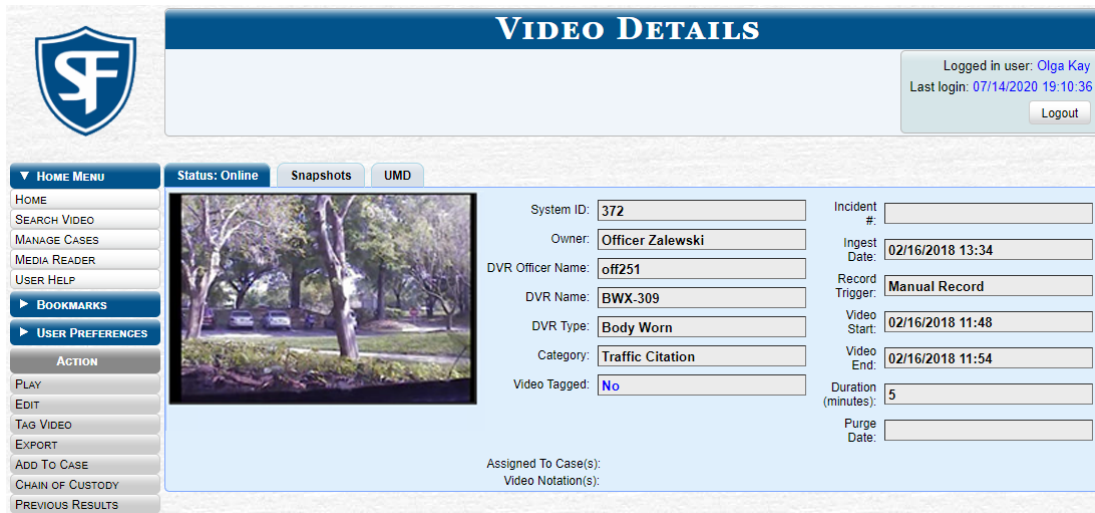 VIDEO DETAILS
SF
Logged in user: Olga Kay
Last login: 07/14/2020 19:10:36
Logout
▼ HOME MENU
HOME
SEARCH VIDEO
MANAGE CASES
MEDIA READER
USER HELP
► BOOKMARKS
► USER PREFERENCES
ACTION
PLAY
EDIT
TAG VIDEO
EXPORT
ADD TO CASE
CHAIN OF CUSTODY
PREVIOUS RESULTS
Status: Online Snapshots UMD
System ID: 372
Owner: Officer Zalewski
DVR Officer Name: off251
DVR Name: BWX-309
DVR Type: Body Worn
Category: Traffic Citation
Video Tagged: No
Incident
#:
Ingest
Date: 02/16/2018 13:34
Record
Trigger: Manual Record
Video
Start: 02/16/2018 11:48
Video
End: 02/16/2018 11:54
Duration
(minutes): 5
Purge
Date:
Assigned To Case(s):
Video Notation(s):